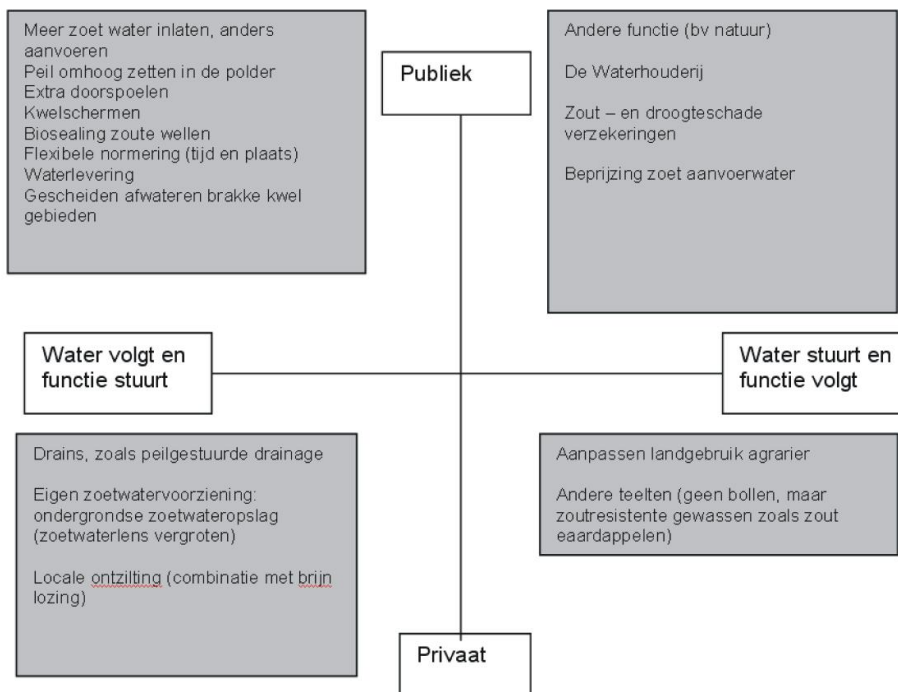 Meer zoet water inlaten, anders
aanvoeren
Peil omhoog zetten in de polder
Extra doorspoelen
Kwelschermen
Biosealing zoute wellen
Flexibele normering (tijd en plaats)
Waterlevering
Gescheiden afwateren brakke kwel
gebieden
Publiek
Andere functie (bv natuur)
De Waterhouderij
Zout – en droogteschade
verzekeringen
Beprijzing zoet aanvoerwater
Water volgt en
functie stuurt
Water stuurt en
functie volgt
Drains, zoals peilgestuurde drainage
Eigen zoetwatervoorziening:
ondergrondse zoetwateropslag
(zoetwaterlens vergroten)
Locale ontzilting (combinatie met brijn
lozing)
Aanpassen landgebruik agrarier
Andere teelten (geen bollen, maar
zoutresistente gewassen zoals zout
eaardappelen)
Privaat